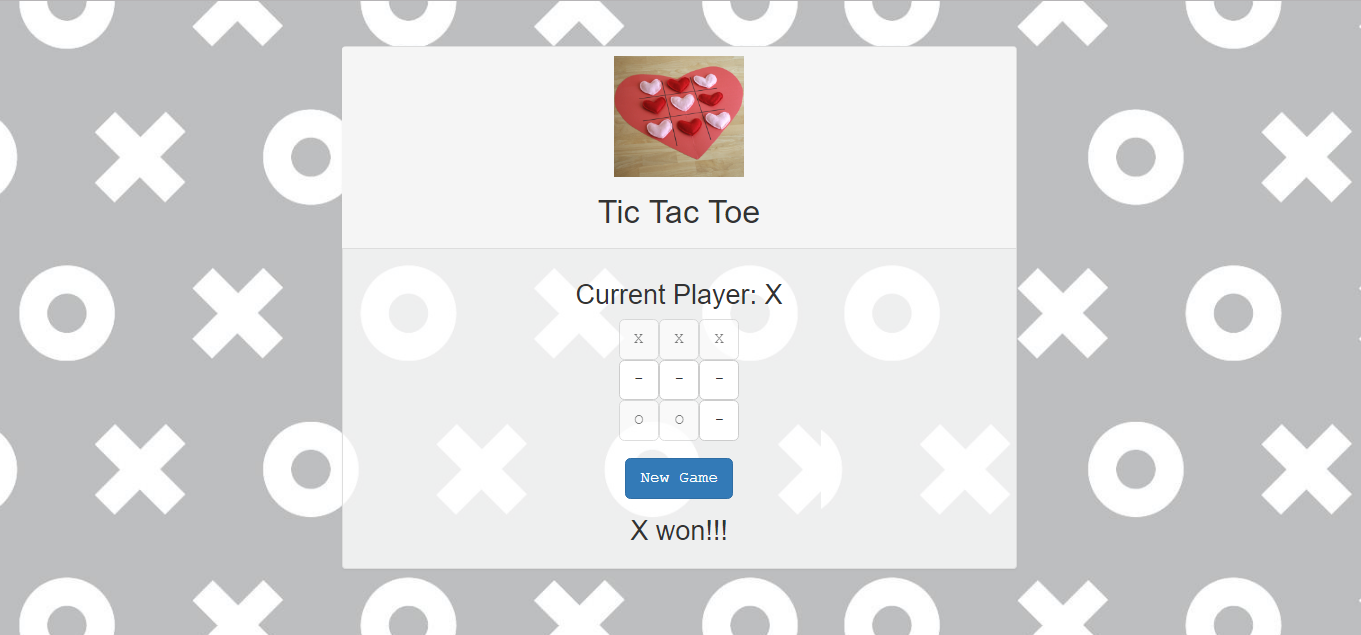 Tic Tac Toe
Current Player: X
X X X
- - -
O O -
New Game
X won!!!